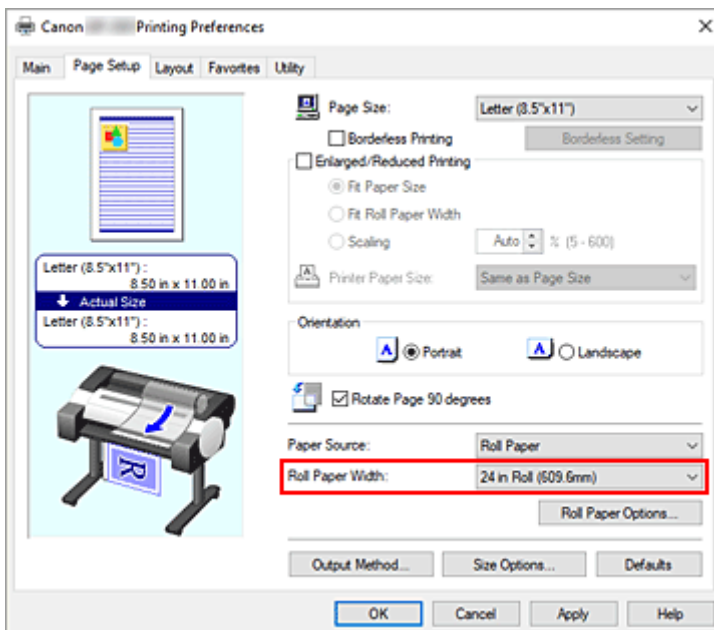 Canon Printing Preferences
Main Page Setup Layout Favorites Utility
Page Size: Letter (8.5"x11")
Borderless Printing Borderless Setting
Enlarged/Reduced Printing
Fit Paper Size
Fit Roll Paper Width
Scaling Auto % (5 - 600)
Printer Paper Size: Same as Page Size
Letter (8.5"x11") :
8.50 in x 11.00 in
Actual Size
Letter (8.5"x11") :
8.50 in x 11.00 in
Orientation
A Portrait A Landscape
Rotate Page 90 degrees
Paper Source: Roll Paper
Roll Paper Width: 24 in Roll (609.6mm)
R
Roll Paper Options...
Output Method... Size Options... Defaults
OK Cancel Apply Help